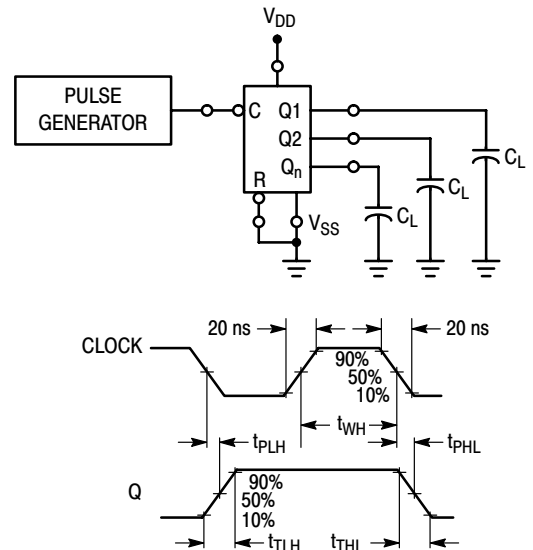 VDD
PULSE
GENERATOR
C
Q1
Q2
Qn
R
VSS
CL
CL
CL
20 ns
20 ns
CLOCK
90%
50%
10%
tWH
tPLH
tPHL
Q
90%
50%
10%
tTLH
tTHL